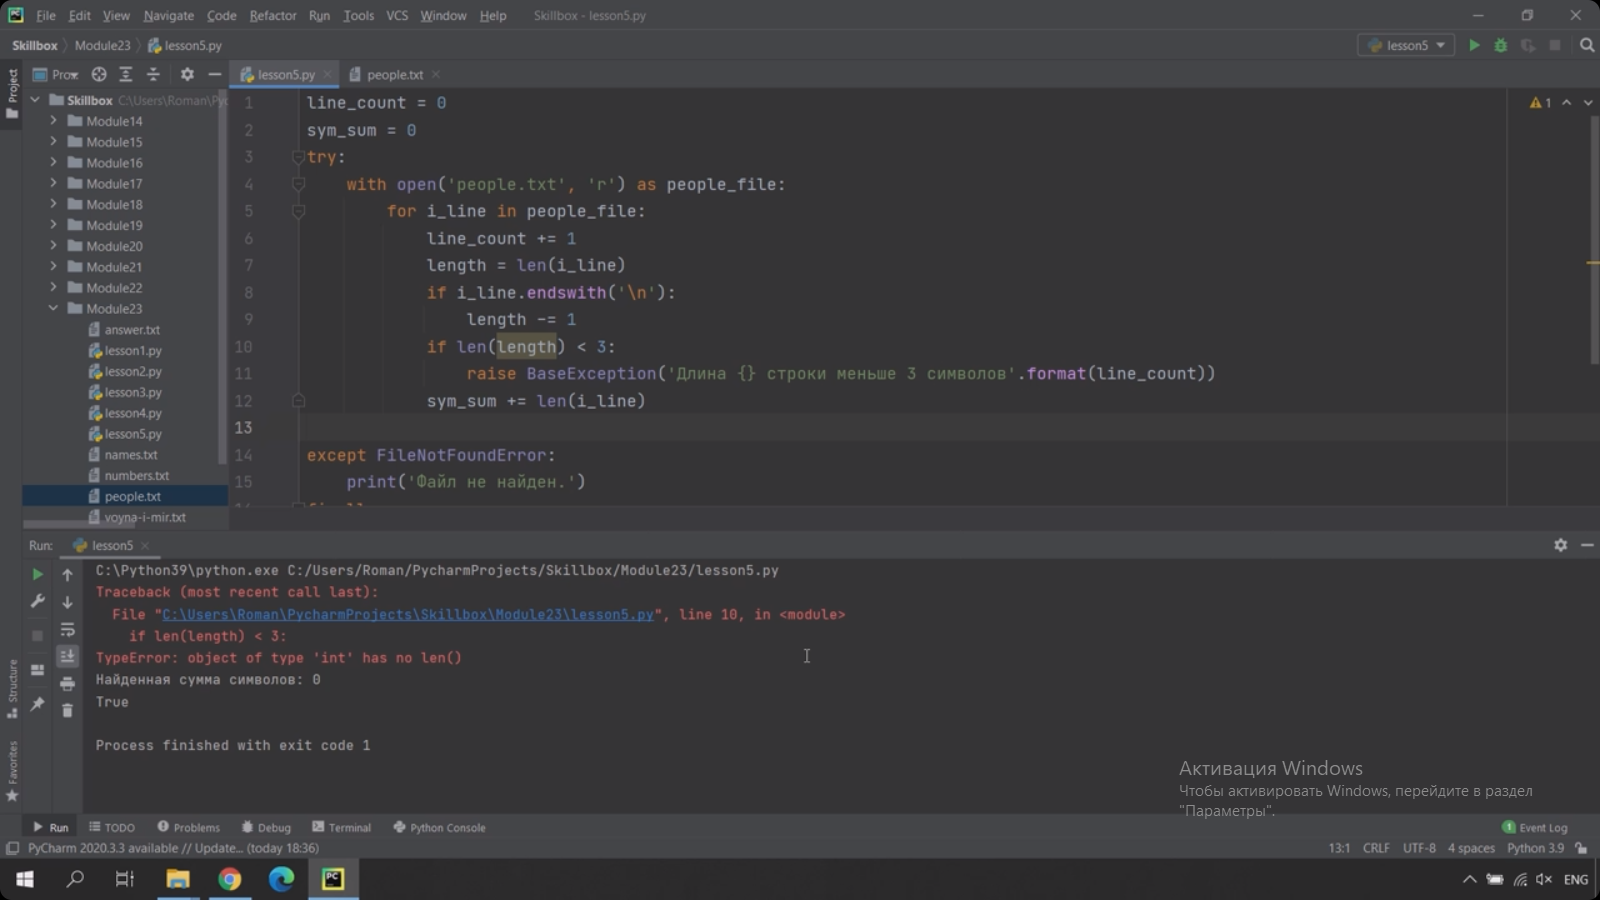 File Edit View Navigate Code Refactor Run Tools VCS Window Help Skillbox - lesson5.py
Skillbox Module23 lesson5.py lesson5
Project
lesson5.py people.txt
Skillbox C:\Users\Roman\Pyc
Module14
Module15
Module16
Module17
Module18
Module19
Module20
Module21
Module22
Module23
answer.txt
lesson1.py
lesson2.py
lesson3.py
lesson4.py
lesson5.py
names.txt
numbers.txt
people.txt
voyna-i-mir.txt
1 line_count = 0
2 sym_sum = 0
3 try:
4 with open('people.txt', 'r') as people_file:
5 for i_line in people_file:
6 line_count += 1
7 length = len(i_line)
8 if i_line.endswith('\n'):
9 length -= 1
10 if len(length) < 3:
11 raise BaseException('Длина {} строки меньше 3 символов'.format(line_count))
12 sym_sum += len(i_line)
13
14 except FileNotFoundError:
15 print('Файл не найден.')
1
Run: lesson5
C:\Python39\python.exe C:/Users/Roman/PycharmProjects/Skillbox/Module23/lesson5.py
Traceback (most recent call last):
File "C:\Users\Roman\PycharmProjects\Skillbox\Module23\lesson5.py", line 10, in <module>
if len(length) < 3:
TypeError: object of type 'int' has no len()
Найденная сумма символов: 0
True
Process finished with exit code 1
Structure
Favorites
Активация Windows
Чтобы активировать Windows, перейдите в раздел
"Параметры".
Run TODO Problems Debug Terminal Python Console 1 Event Log
PyCharm 2020.3.3 available // Update... (today 18:36) 13:1 CRLF UTF-8 4 spaces Python 3.9
ENG